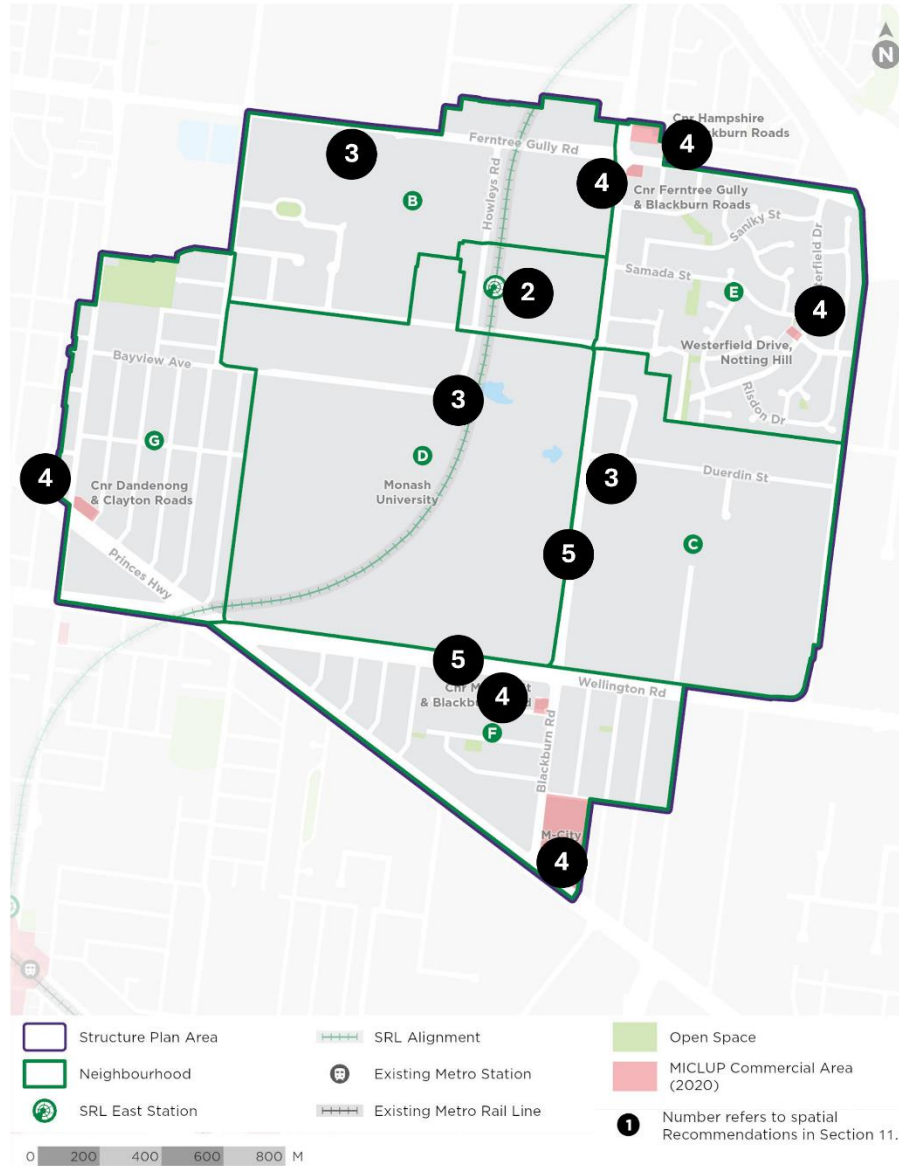 N
Cnr Hampshire
Blackburn Roads
4
Ferntree Gully Rd
3
4
Cnr Ferntree Gully
& Blackburn Roads
B
Howleys Rd
Saniky St
Samada St
E
2
4
Westerfield Drive,
Notting Hill
Bayview Ave
Risdon Dr
3
G
D
Monash
University
3
Duerdin St
4
Cnr Dandenong
& Clayton Roads
C
5
Princes Hwy
5
Wellington Rd
4
& Blackburn
F
Blackburn Rd
M-City
4
Structure Plan Area
SRL Alignment
Open Space
Neighbourhood
Existing Metro Station
MICLUP Commercial Area
(2020)
SRL East Station
Existing Metro Rail Line
1
Number refers to spatial
Recommendations in Section 11.
0 200 400 600 800 M